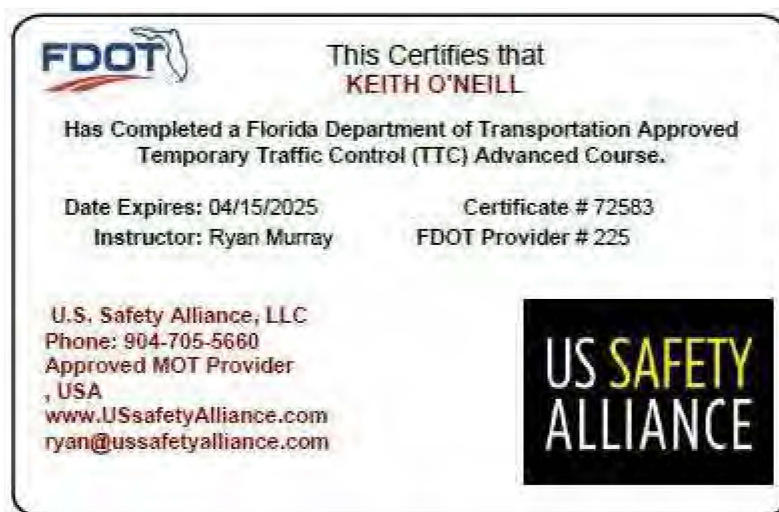 FDOT
This Certifies that
KEITH O'NEILL
Has Completed a Florida Department of Transportation Approved
Temporary Traffic Control (TTC) Advanced Course.
Date Expires: 04/15/2025 Certificate # 72583
Instructor: Ryan Murray FDOT Provider # 225
U.S. Safety Alliance, LLC
Phone: 904-705-5660
Approved MOT Provider
, USA
www.USsafetyAlliance.com
ryan@ussafetyalliance.com
US SAFETY
ALLIANCE